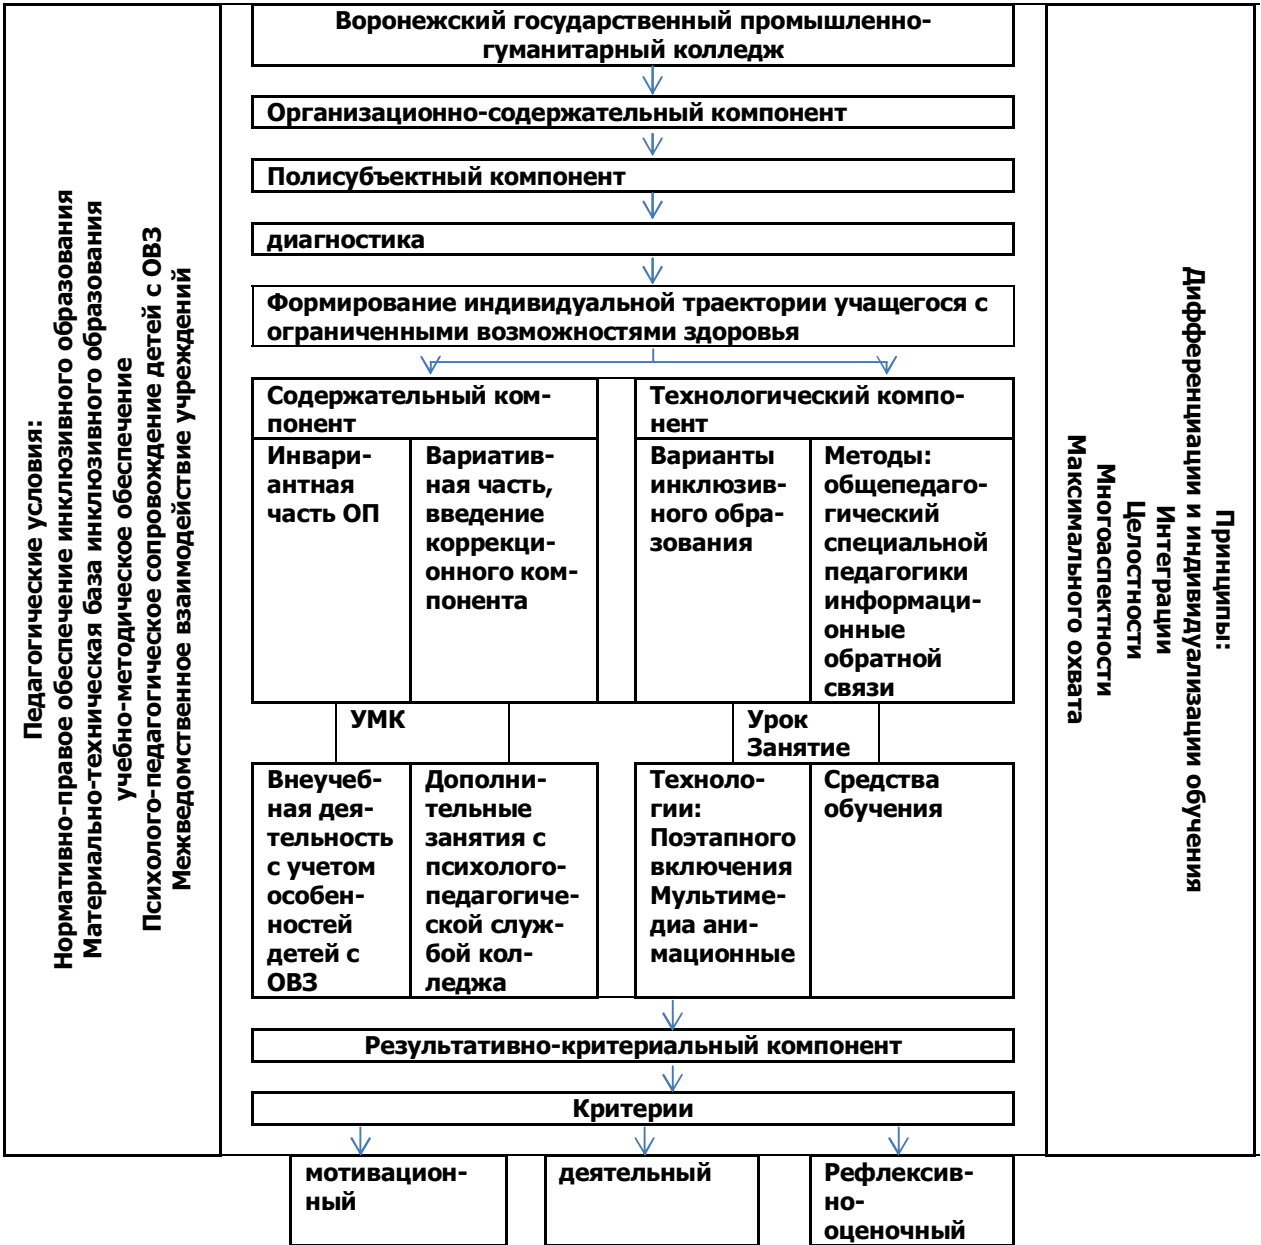 Педагогические условия:
Нормативно-правое обеспечение инклюзивного образования
Материально-техническая база инклюзивного образования
учебно-методическое обеспечение
Психолого-педагогическое сопровождение детей с ОВЗ
Межведомственное взаимодействие учреждений
Воронежский государственный промышленно-
гуманитарный колледж
Организационно-содержательный компонент
Полисубъектный компонент
диагностика
Формирование индивидуальной траектории учащегося с
ограниченными возможностями здоровья
Содержательный ком-
понент
Инвари-
антная
часть ОП
Вариатив-
ная часть,
введение
коррекци-
онного ком-
понента
Технологический компо-
нент
Варианты
инклюзив-
ного обра-
зования
Методы:
общепедаго-
гический
специальной
педагогики
информаци-
онные
обратной
связи
УМК
Урок
Занятие
Внеучеб-
ная дея-
тельность
с учетом
особен-
ностей
детей с
ОВЗ
Дополни-
тельные
занятия с
психолого-
педагогиче-
ской служ-
бой кол-
леджа
Техноло-
гии:
Поэтапного
включения
Мультиме-
диа ани-
мационные
Средства
обучения
Результативно-критериальный компонент
Критерии
мотивацион-
ный
деятельный
Рефлексив-
но-
оценочный
Принципы:
Дифференциации и индивидуализации обучения
Интеграции
Целостности
Многоаспектности
Максимального охвата